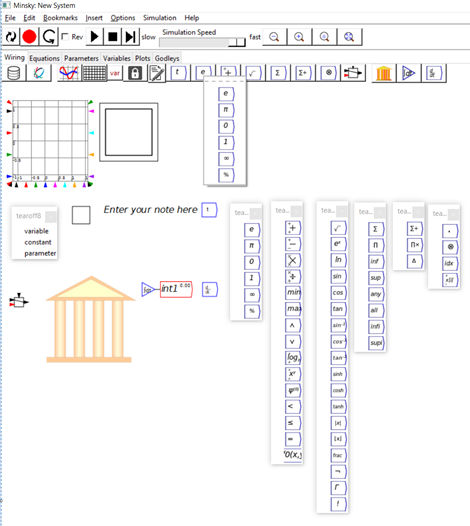 Minsky: New System
File Edit Bookmarks Insert Options Simulation Help
Rev slow Simulation Speed fast
Wiring Equations Parameters Variables Plots Godleys
var t e + √ Σ Σ+ ⊗
e
π
0
1
∞
%
tearoff8
variable
constant
parameter
Enter your note here
int1 0.00
tea...
e
π
0
1
∞
%
tea...
+
−
×
÷
min
max
∧
∨
log
<
≤
=
tea...
√
eˣ
ln
sin
cos
tan
sin⁻¹
cos⁻¹
tan⁻¹
sinh
cosh
tanh
|x|
⌊x⌋
frac
¬
Γ
!
tea...
Σ
Π
inf
sup
any
all
infi
supi
tea...
Σ+
Π×
Δ
tea...
⊗
idx